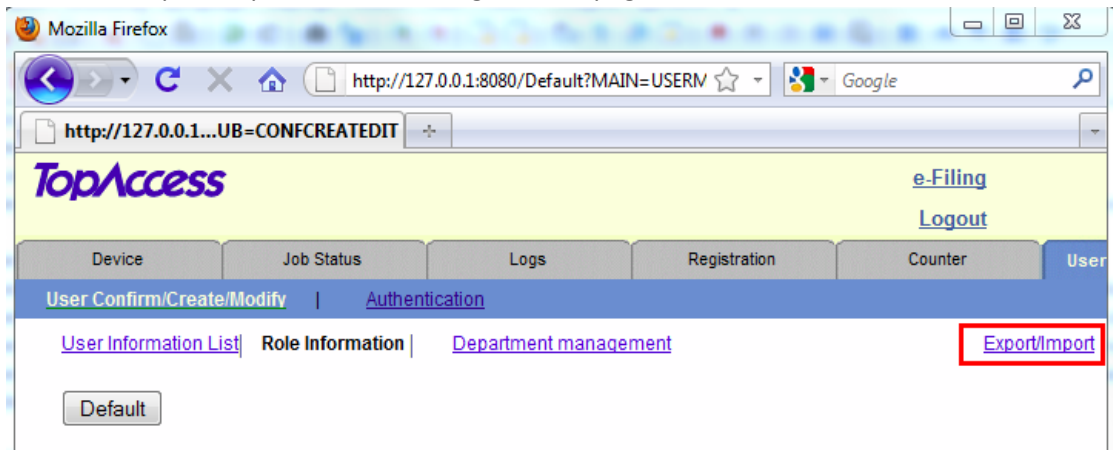 Mozilla Firefox
http://127.0.0.1:8080/Default?MAIN=USERM Google
http://127.0.0.1...UB=CONFCREATEDIT
TopAccess
e-Filing
Logout
Device Job Status Logs Registration Counter User
User Confirm/Create/Modify | Authentication
User Information List| Role Information | Department management Export/Import
Default